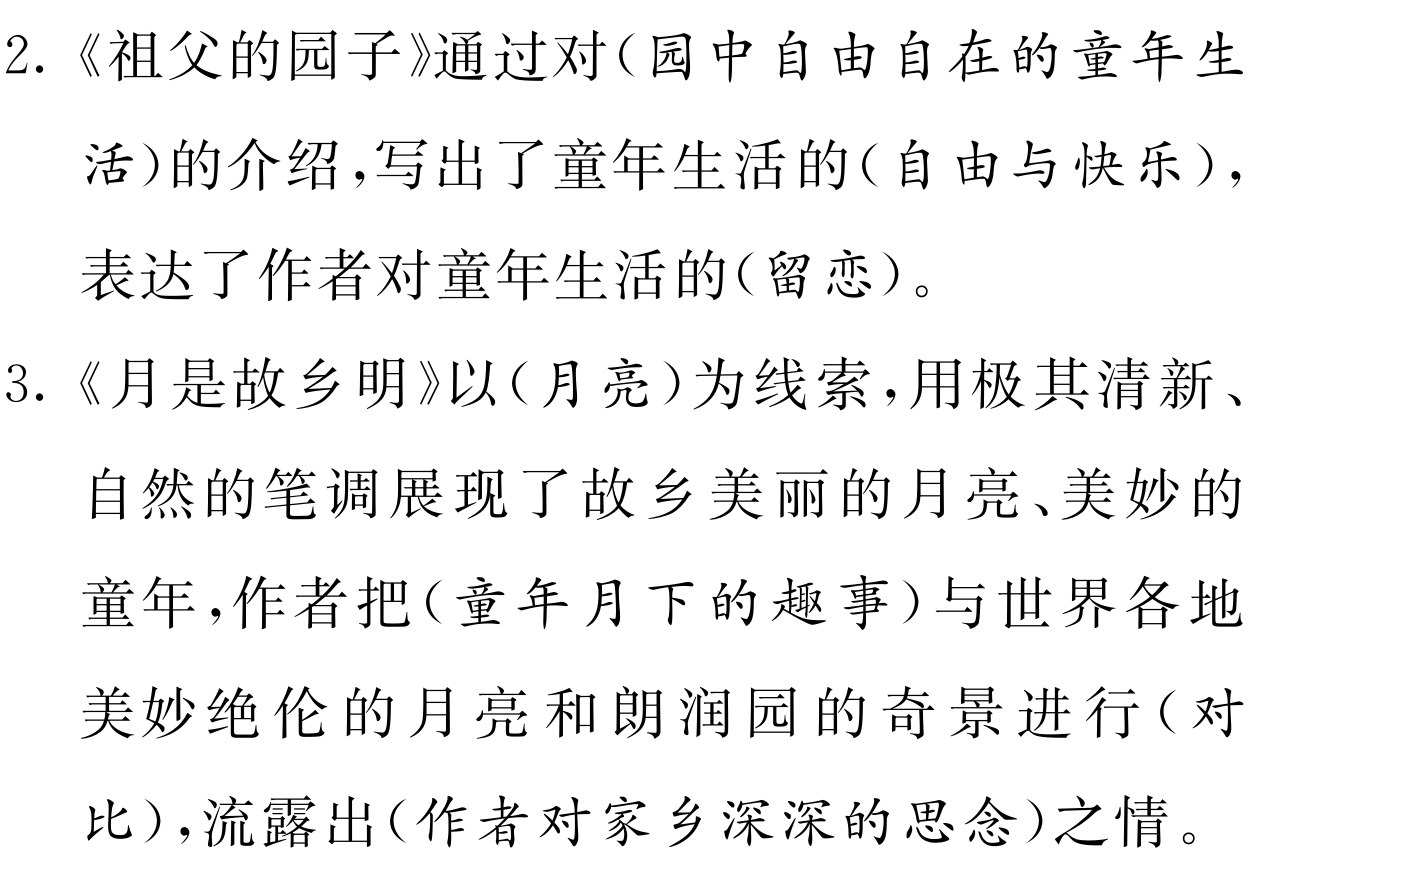 2.《祖父的园子》通过对(园中自由自在的童年生
活)的介绍,写出了童年生活的(自由与快乐),
表达了作者对童年生活的(留恋)。
3.《月是故乡明》以(月亮)为线索,用极其清新、
自然的笔调展现了故乡美丽的月亮、美妙的
童年,作者把(童年月下的趣事)与世界各地
美妙绝伦的月亮和朗润园的奇景进行(对
比),流露出(作者对家乡深深的思念)之情。